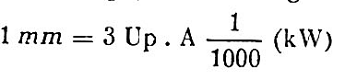 1 mm = 3 Up . A 1/1000 (kW)